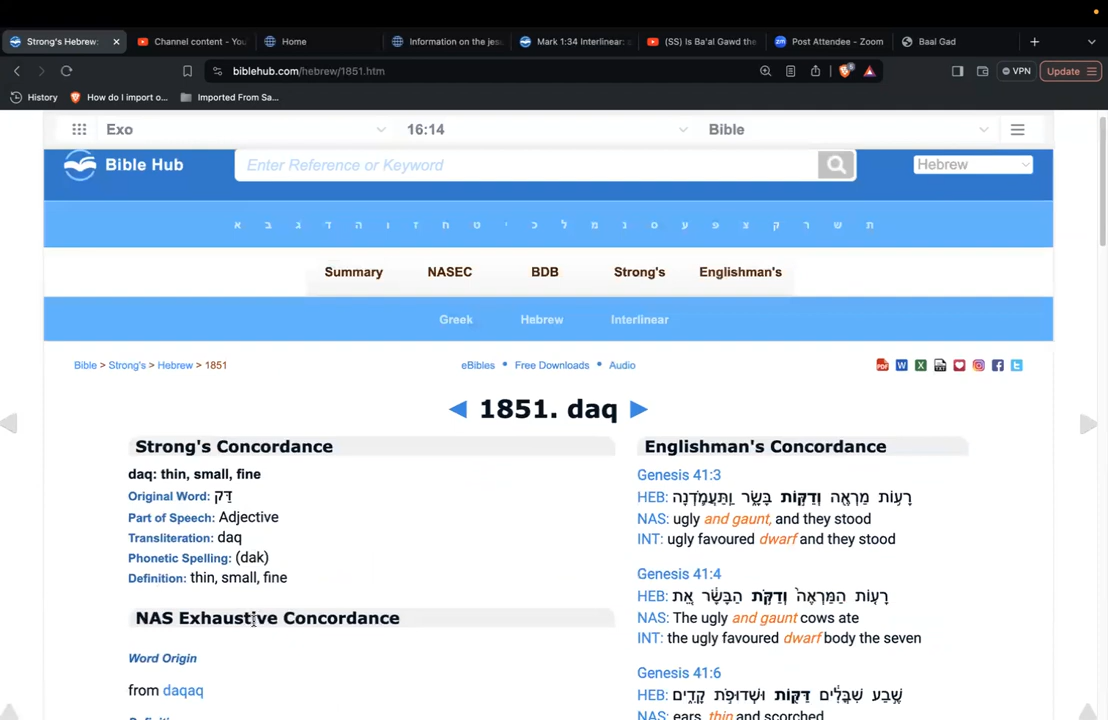 Strong's Hebrew:
Channel content - You
Home
Information on the jes
Mark 1:34 Interlinear:
(SS) Is Ba'al Gawd the
Post Attendee - Zoom
Baal Gad
biblehub.com/hebrew/1851.htm
VPN
Update
History
How do I import o...
Imported From Sa...
Exo
16:14
Bible
Bible Hub
Enter Reference or Keyword
Hebrew
א ב ג ד ה ו ז ח ט י כ ל מ נ ס ע פ צ ק ר ש ת
Summary NASEC BDB Strong's Englishman's
Greek Hebrew Interlinear
Bible > Strong's > Hebrew > 1851
eBibles • Free Downloads • Audio
◄ 1851. daq ►
Strong's Concordance
daq: thin, small, fine
Original Word: דַּק
Part of Speech: Adjective
Transliteration: daq
Phonetic Spelling: (dak)
Definition: thin, small, fine
NAS Exhaustive Concordance
Word Origin
from daqaq
Englishman's Concordance
Genesis 41:3
HEB: רָע֥וֹת מַרְאֶ֖ה וְדַקּ֣וֹת בָּשָׂ֑ר וַֽתַּעֲמֹ֛דְנָה
NAS: ugly and gaunt, and they stood
INT: ugly favoured dwarf and they stood
Genesis 41:4
HEB: רָע֤וֹת הַמַּרְאֶה֙ וְדַקֹּ֣ת הַבָּשָׂ֔ר אֵ֚ת
NAS: The ugly and gaunt cows ate
INT: the ugly favoured dwarf body the seven
Genesis 41:6
HEB: שֶׁ֣בַע שִׁבֳּלִ֔ים דַּקּ֖וֹת וּשְׁדוּפֹ֣ת קָדִ֑ים
NAS: ears, thin and scorched